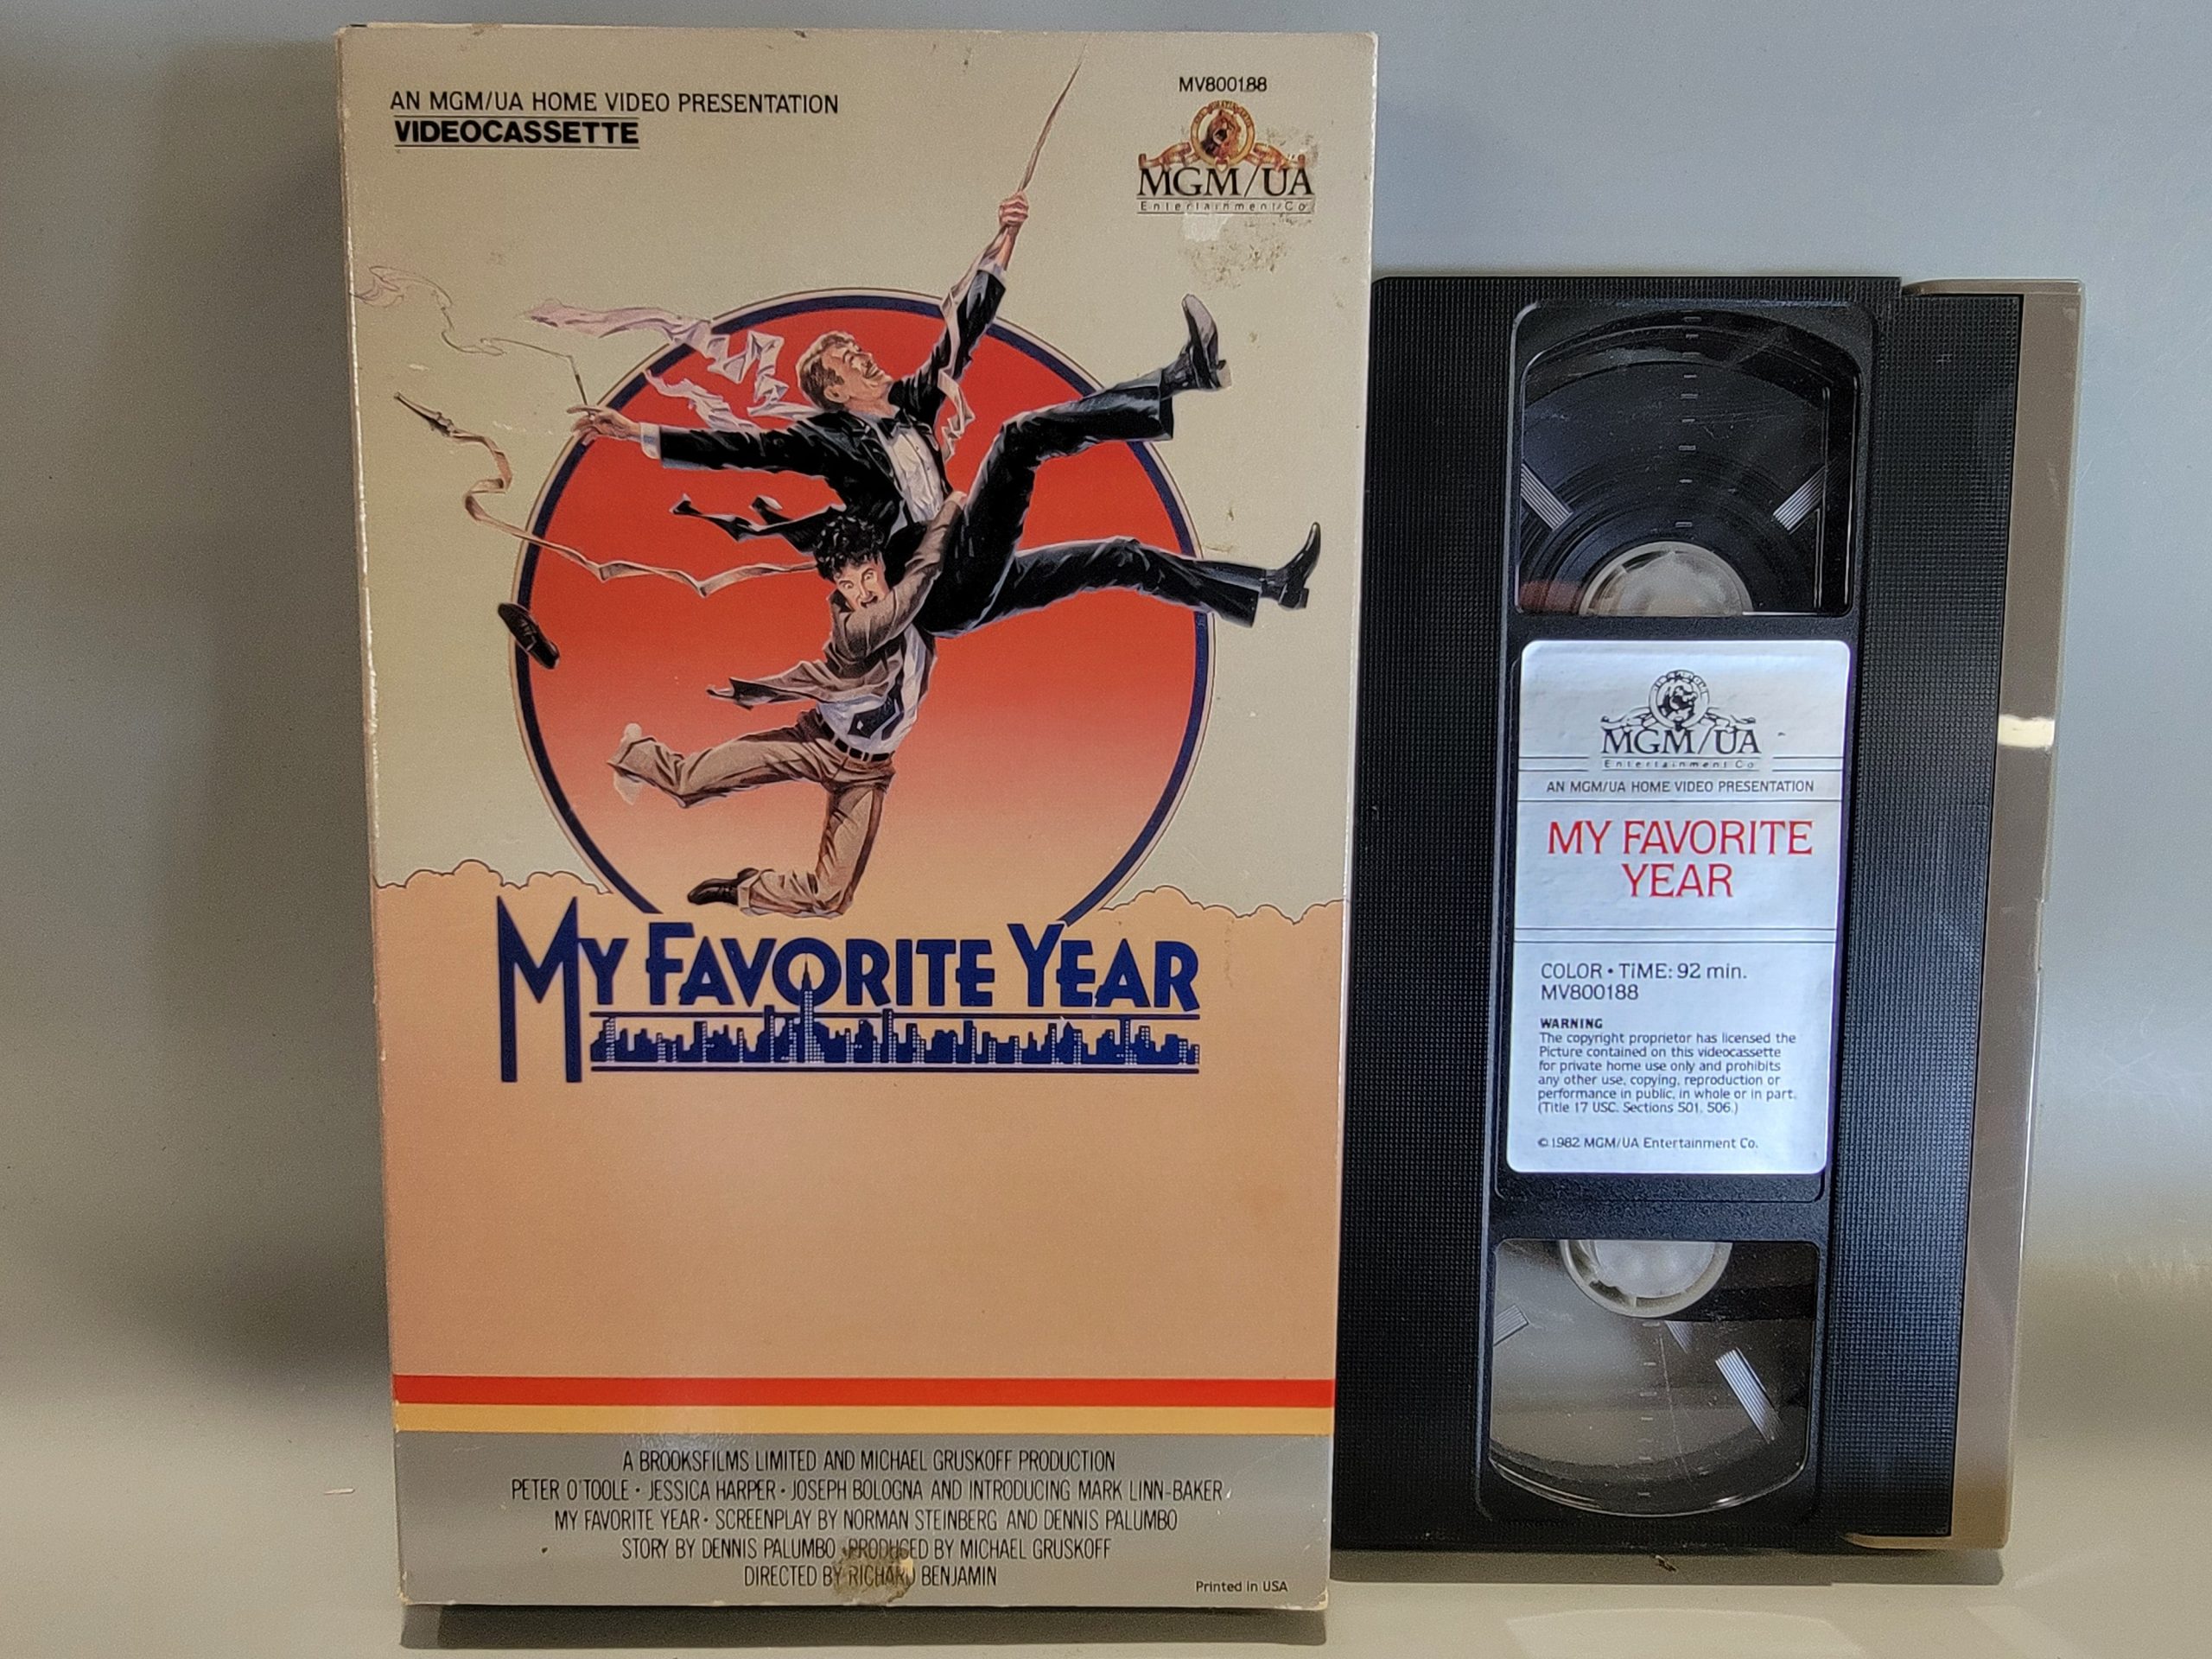 AN MGM/UA HOME VIDEO PRESENTATION
VIDEOCASSETTE
MV800188
MGM/UA
Entertainment Co.
MY FAVORITE YEAR
A BROOKSFILMS LIMITED AND MICHAEL GRUSKOFF PRODUCTION
PETER O'TOOLE • JESSICA HARPER • JOSEPH BOLOGNA AND INTRODUCING MARK LINN-BAKER
MY FAVORITE YEAR • SCREENPLAY BY NORMAN STEINBERG AND DENNIS PALUMBO
STORY BY DENNIS PALUMBO • PRODUCED BY MICHAEL GRUSKOFF
DIRECTED BY RICHARD BENJAMIN
Printed in USA
MGM/UA
Entertainment Co.
AN MGM/UA HOME VIDEO PRESENTATION
MY FAVORITE
YEAR
COLOR • TIME: 92 min.
MV800188
WARNING
The copyright proprietor has licensed the
Picture contained on this videocassette
for private home use only and prohibits
any other use, copying, reproduction or
performance in public, in whole or in part.
(Title 17 USC. Sections 501, 506.)
© 1982 MGM/UA Entertainment Co.